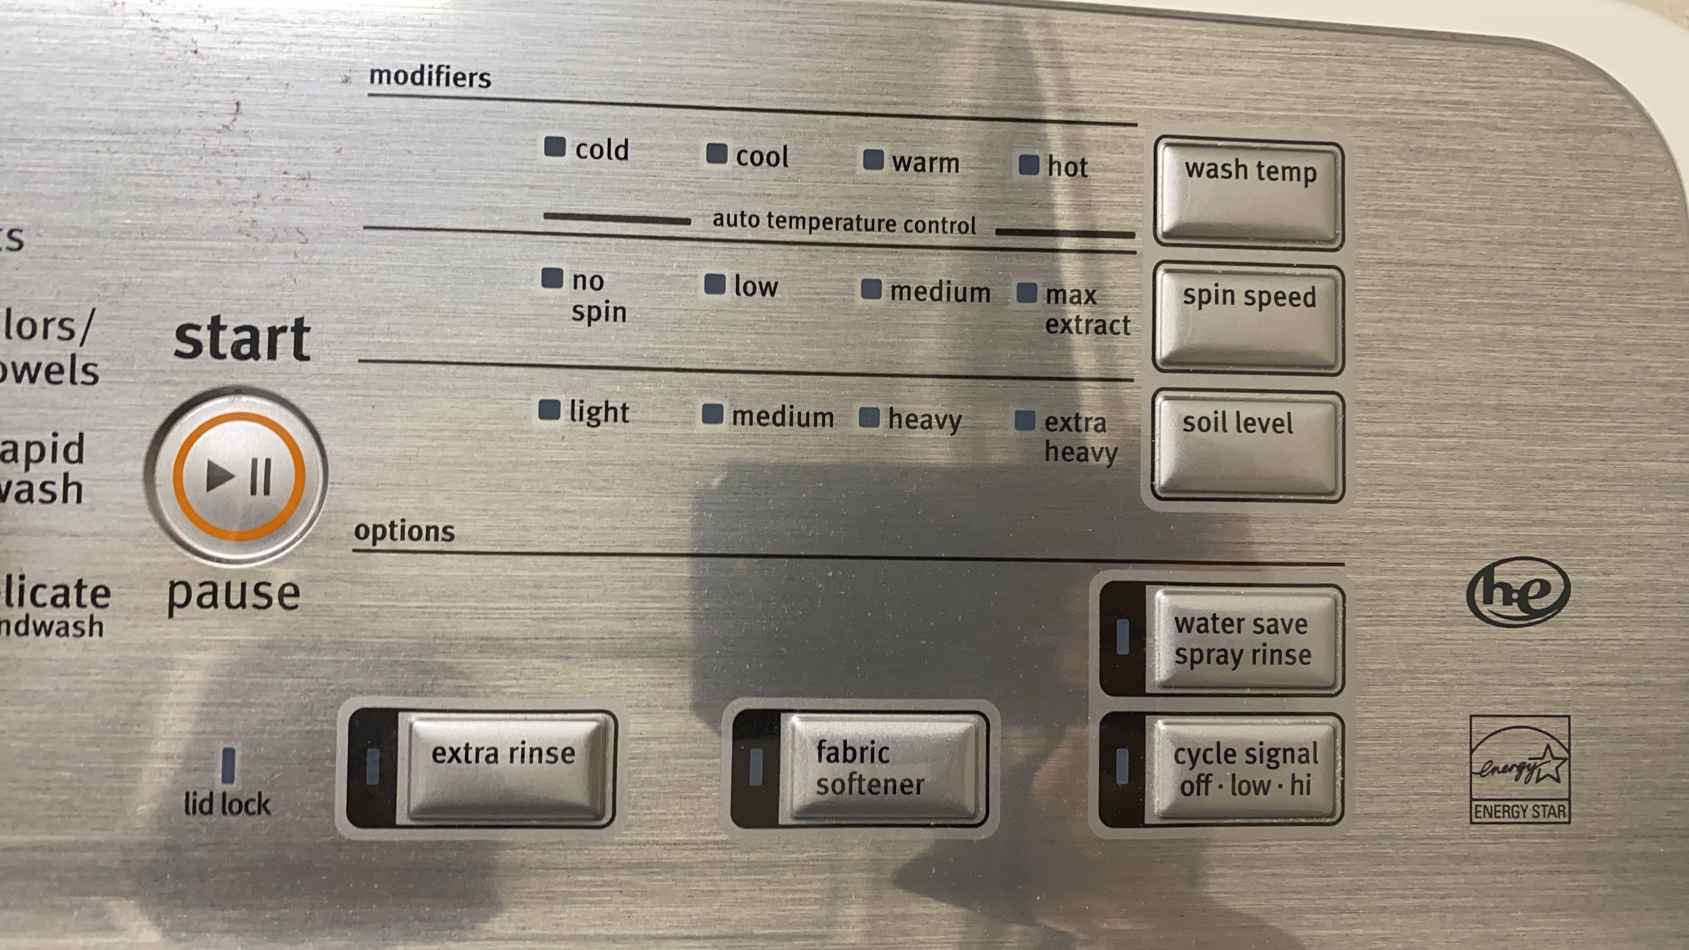 modifiers
cold cool warm hot
wash temp
auto temperature control
no spin
low medium
max extract
spin speed
light medium heavy
extra heavy
soil level
start
pause
options
water save
spray rinse
lid lock
extra rinse
fabric
softener
cycle signal
off · low · hi
he
energy
ENERGY STAR